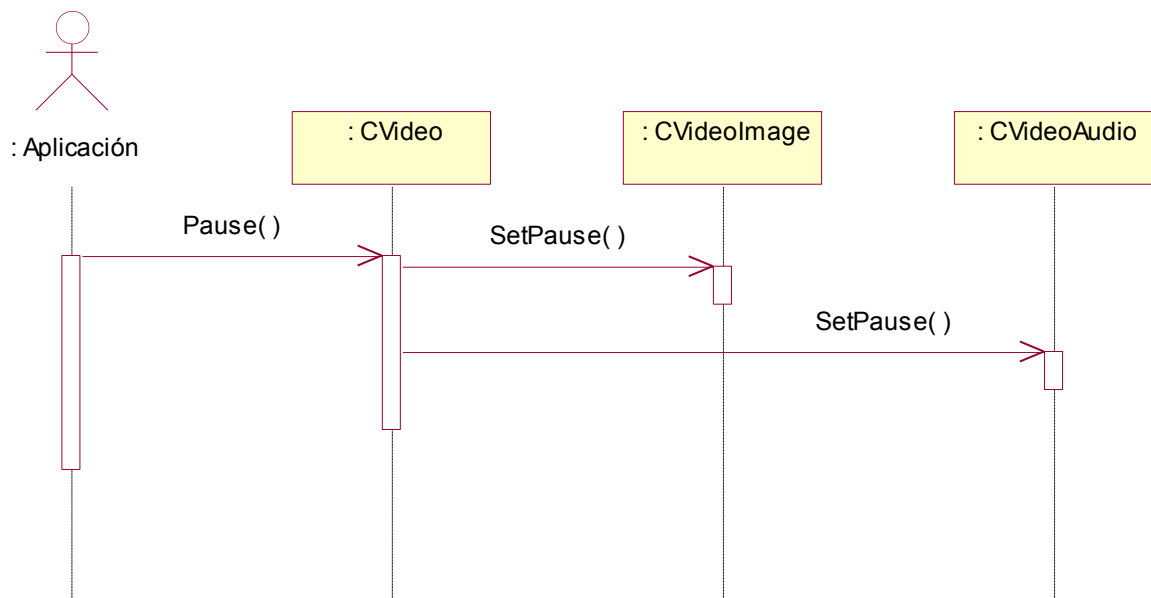 : Aplicación
: CVideo
: CVideoImage
: CVideoAudio
Pause( )
SetPause( )
SetPause( )